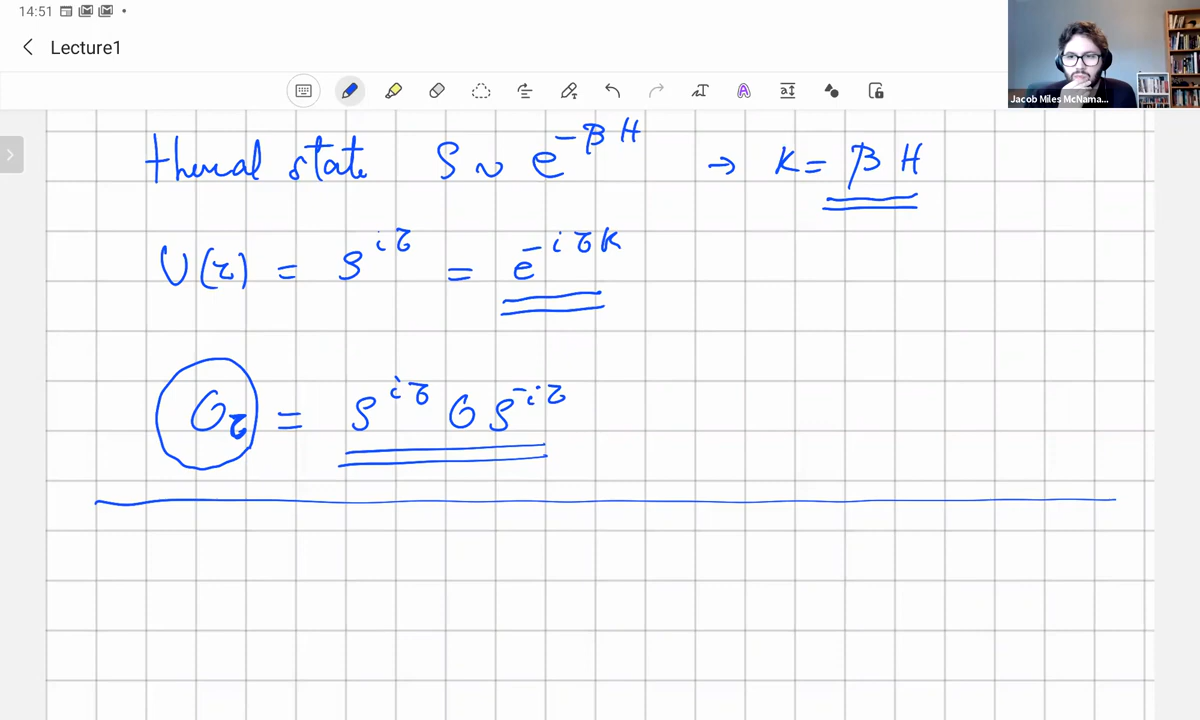 14:51
Lecture1
Jacob Miles McNama...
thermal state ρ ~ e^{-βH} → K = βH
U(τ) = ρ^{iτ} = e^{-iτK}
O_τ = ρ^{iτ} O ρ^{-iτ}